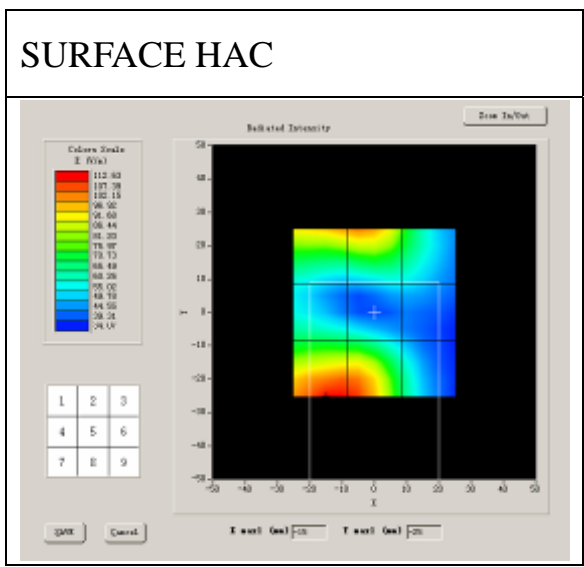 SURFACE HAC
Zoom In/Out
Radiated Intensity
Colors Scale
E (V/m)
112.63
107.39
102.15
96.92
91.68
86.44
81.20
75.97
70.73
65.49
60.26
55.02
49.78
44.55
39.31
34.07
50
40
30
20
10
0
-10
-20
-30
-40
-50
Y
-50 -40 -30 -20 -10 0 10 20 30 40 50
X
1 2 3
4 5 6
7 8 9
SAVE Cancel
X maxi (mm) Y maxi (mm) -25